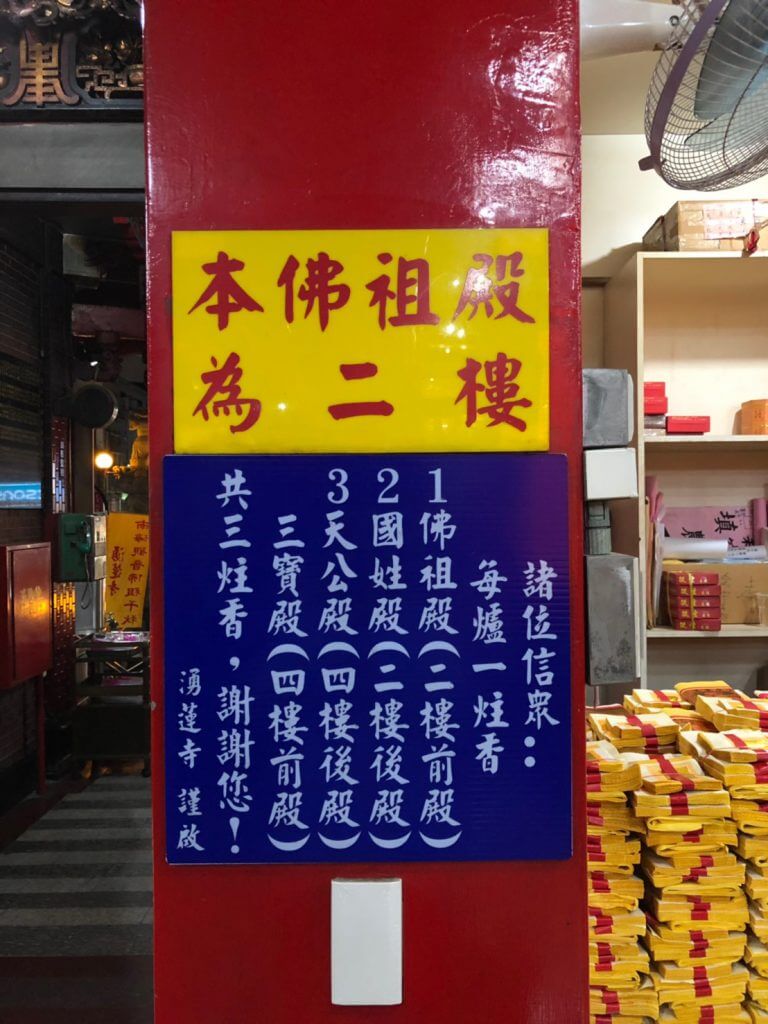 本佛祖殿
為二樓
諸位信眾：
每爐一炷香
1佛祖殿（二樓前殿）
2國姓殿（二樓後殿）
3天公殿（四樓後殿）
三寶殿（四樓前殿）
共三炷香，謝謝您！
湧蓮寺 謹啟